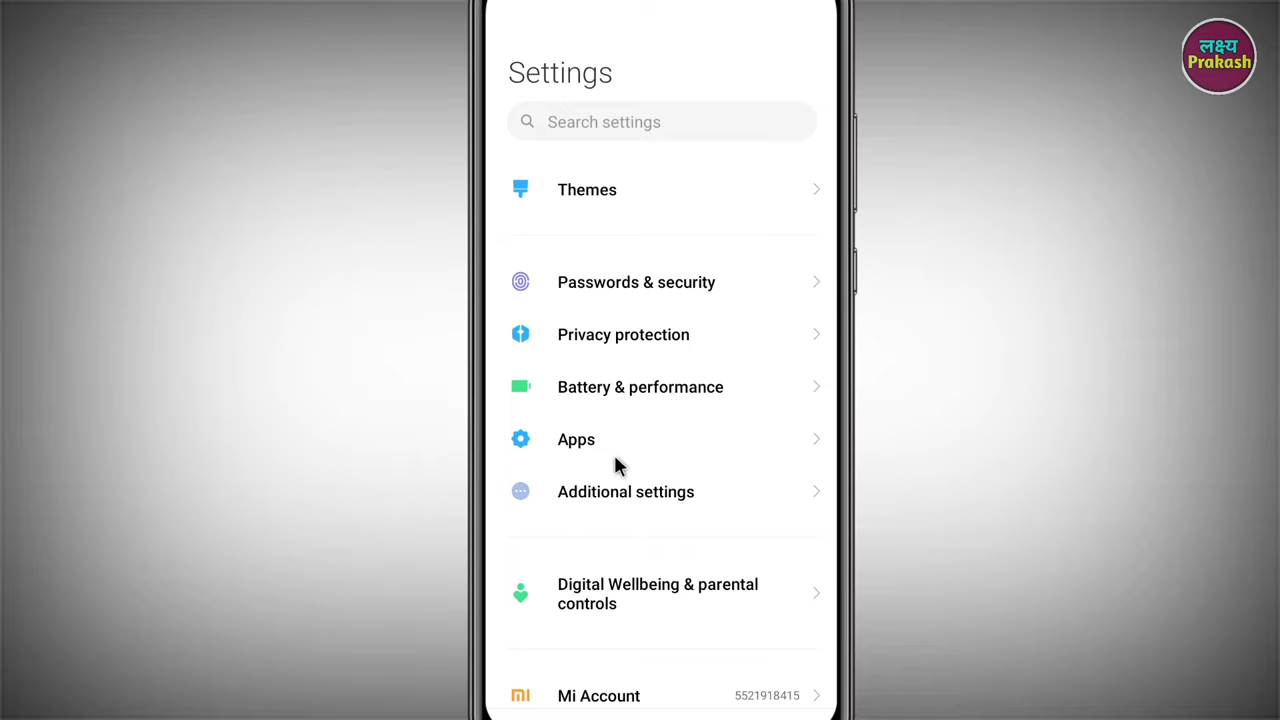 लक्ष्य
Prakash
Settings
Search settings
Themes
Passwords & security
Privacy protection
Battery & performance
Apps
Additional settings
Digital Wellbeing & parental
controls
Mi Account 5521918415